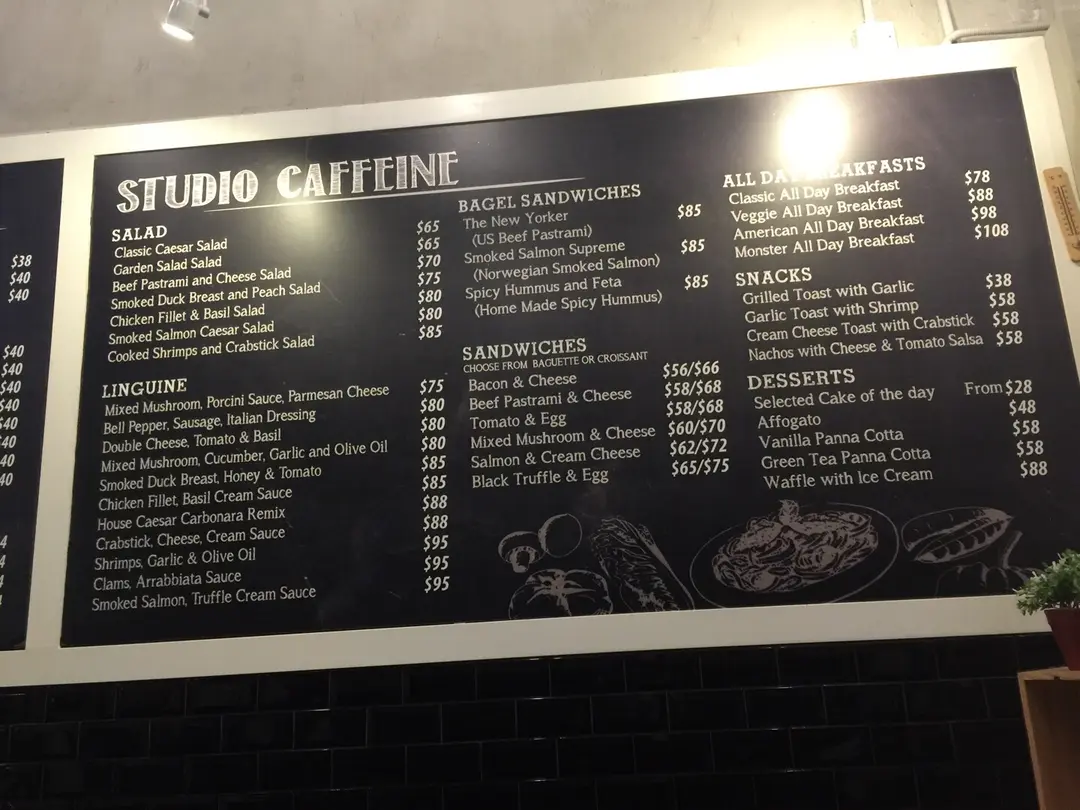 $38
$40
$40
$40
$40
$40
STUDIO CAFFEINE
SALAD
Classic Caesar Salad $65
Garden Salad Salad $65
Beef Pastrami and Cheese Salad $70
Smoked Duck Breast and Peach Salad $75
Chicken Fillet & Basil Salad $80
Smoked Salmon Caesar Salad $80
Cooked Shrimps and Crabstick Salad $85
LINGUINE
Mixed Mushroom, Porcini Sauce, Parmesan Cheese $75
Bell Pepper, Sausage, Italian Dressing $80
Double Cheese, Tomato & Basil $80
Mixed Mushroom, Cucumber, Garlic and Olive Oil $80
Smoked Duck Breast, Honey & Tomato $85
Chicken Fillet, Basil Cream Sauce $85
House Caesar Carbonara Remix $88
Crabstick, Cheese, Cream Sauce $88
Shrimps, Garlic & Olive Oil $95
Clams, Arrabbiata Sauce $95
Smoked Salmon, Truffle Cream Sauce $95
BAGEL SANDWICHES
The New Yorker $85
(US Beef Pastrami)
Smoked Salmon Supreme $85
(Norwegian Smoked Salmon)
Spicy Hummus and Feta $85
(Home Made Spicy Hummus)
SANDWICHES
CHOOSE FROM BAGUETTE OR CROISSANT
Bacon & Cheese $56/$66
Beef Pastrami & Cheese $58/$68
Tomato & Egg $58/$68
Mixed Mushroom & Cheese $60/$70
Salmon & Cream Cheese $62/$72
Black Truffle & Egg $65/$75
ALL DAY BREAKFASTS
Classic All Day Breakfast $78
Veggie All Day Breakfast $88
American All Day Breakfast $98
Monster All Day Breakfast $108
SNACKS
Grilled Toast with Garlic $38
Garlic Toast with Shrimp $58
Cream Cheese Toast with Crabstick $58
Nachos with Cheese & Tomato Salsa $58
DESSERTS
Selected Cake of the day From $28
Affogato $48
Vanilla Panna Cotta $58
Green Tea Panna Cotta $58
Waffle with Ice Cream $88